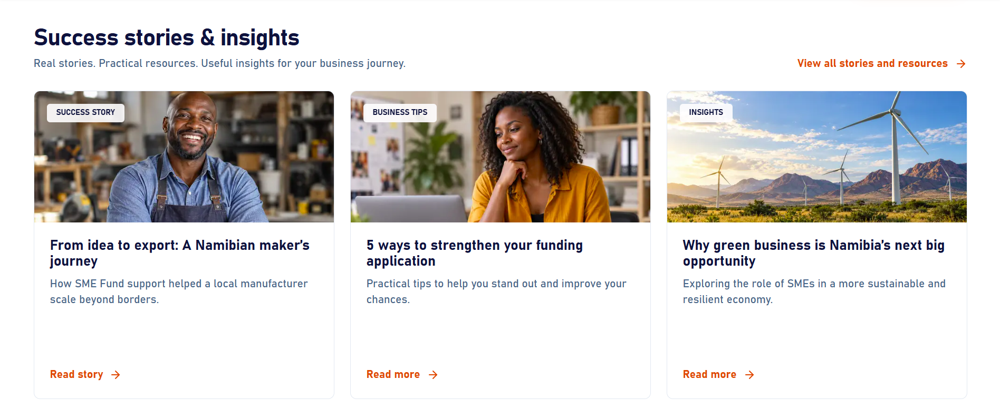 Success stories & insights
Real stories. Practical resources. Useful insights for your business journey.
View all stories and resources
SUCCESS STORY
From idea to export: A Namibian maker’s
journey
How SME Fund support helped a local manufacturer
scale beyond borders.
Read story
BUSINESS TIPS
5 ways to strengthen your funding
application
Practical tips to help you stand out and improve your
chances.
Read more
INSIGHTS
Why green business is Namibia’s next big
opportunity
Exploring the role of SMEs in a more sustainable and
resilient economy.
Read more